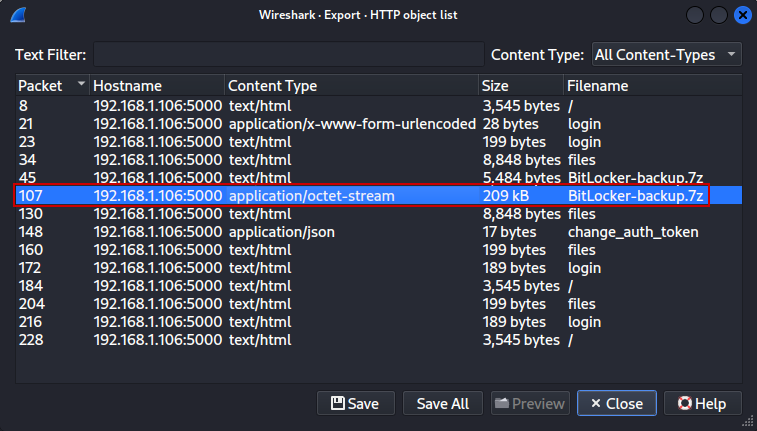 Wireshark · Export · HTTP object list
Text Filter: Content Type: All Content-Types
Packet Hostname Content Type Size Filename
8 192.168.1.106:5000 text/html 3,545 bytes /
21 192.168.1.106:5000 application/x-www-form-urlencoded 28 bytes login
23 192.168.1.106:5000 text/html 199 bytes login
34 192.168.1.106:5000 text/html 8,848 bytes files
45 192.168.1.106:5000 text/html 5,484 bytes BitLocker-backup.7z
107 192.168.1.106:5000 application/octet-stream 209 kB BitLocker-backup.7z
130 192.168.1.106:5000 text/html 8,848 bytes files
148 192.168.1.106:5000 application/json 17 bytes change_auth_token
160 192.168.1.106:5000 text/html 199 bytes files
172 192.168.1.106:5000 text/html 189 bytes login
184 192.168.1.106:5000 text/html 3,545 bytes /
204 192.168.1.106:5000 text/html 199 bytes files
216 192.168.1.106:5000 text/html 189 bytes login
228 192.168.1.106:5000 text/html 3,545 bytes /
Save Save All Preview Close Help